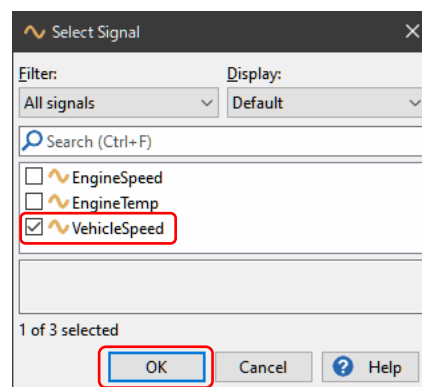 Select Signal
Filter: Display:
All signals Default
Search (Ctrl+F)
EngineSpeed
EngineTemp
VehicleSpeed
1 of 3 selected
OK Cancel Help